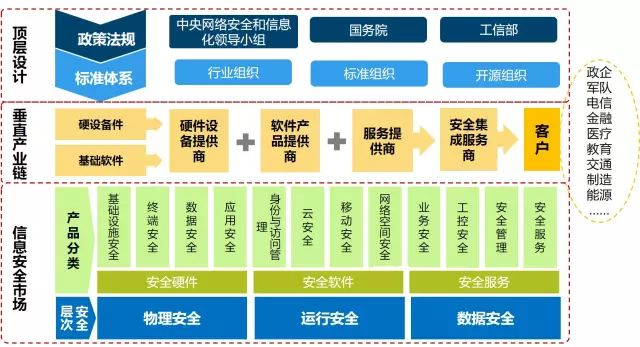 顶层设计
政策法规
中央网络安全和信息
化领导小组
国务院
工信部
标准体系
行业组织
标准组织
开源组织
垂直产业链
硬设备件
基础软件
硬件设
备提供
商
+
软件产
品提供
商
+
服务提
供商
安全集
成服务
商
客户
政企
军队
电信
金融
医疗
教育
交通
制造
能源
......
信息安全市场
产品分类
基础设施安全
终端安全
数据安全
应用安全
身份与访问管
理
云安全
移动安全
网络空间安全
业务安全
工控安全
安全管理
安全服务
安全硬件
安全软件
安全服务
安全
层次
物理安全
运行安全
数据安全